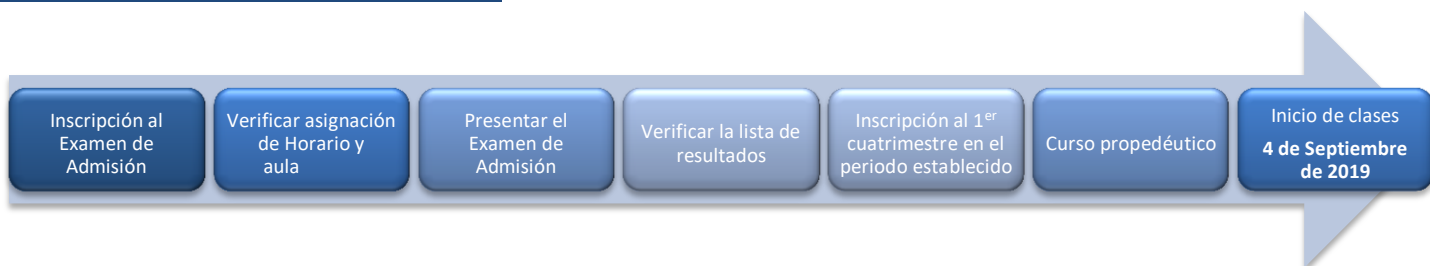 Inscripción al
Examen de
Admisión
Verificar asignación
de Horario y
aula
Presentar el
Examen de
Admisión
Verificar la lista de
resultados
Inscripción al 1er
cuatrimestre en el
periodo establecido
Curso propedéutico
Inicio de clases
4 de Septiembre
de 2019